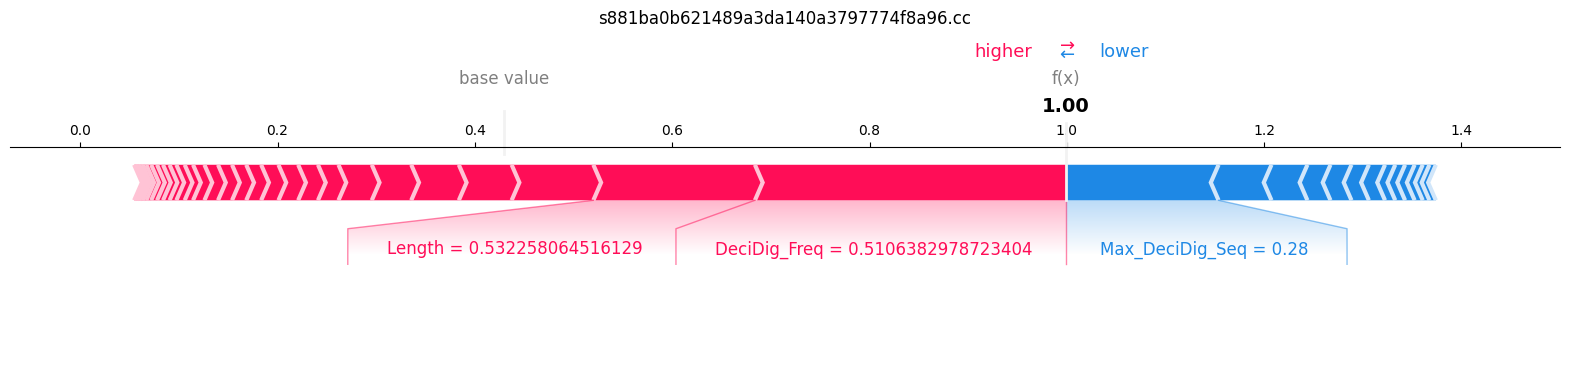 s881ba0b621489a3da140a3797774f8a96.cc
higher ⇄ lower
base value f(x)
1.00
0.0 0.2 0.4 0.6 0.8 1.0 1.2 1.4
Length = 0.532258064516129 DeciDig_Freq = 0.5106382978723404 Max_DeciDig_Seq = 0.28